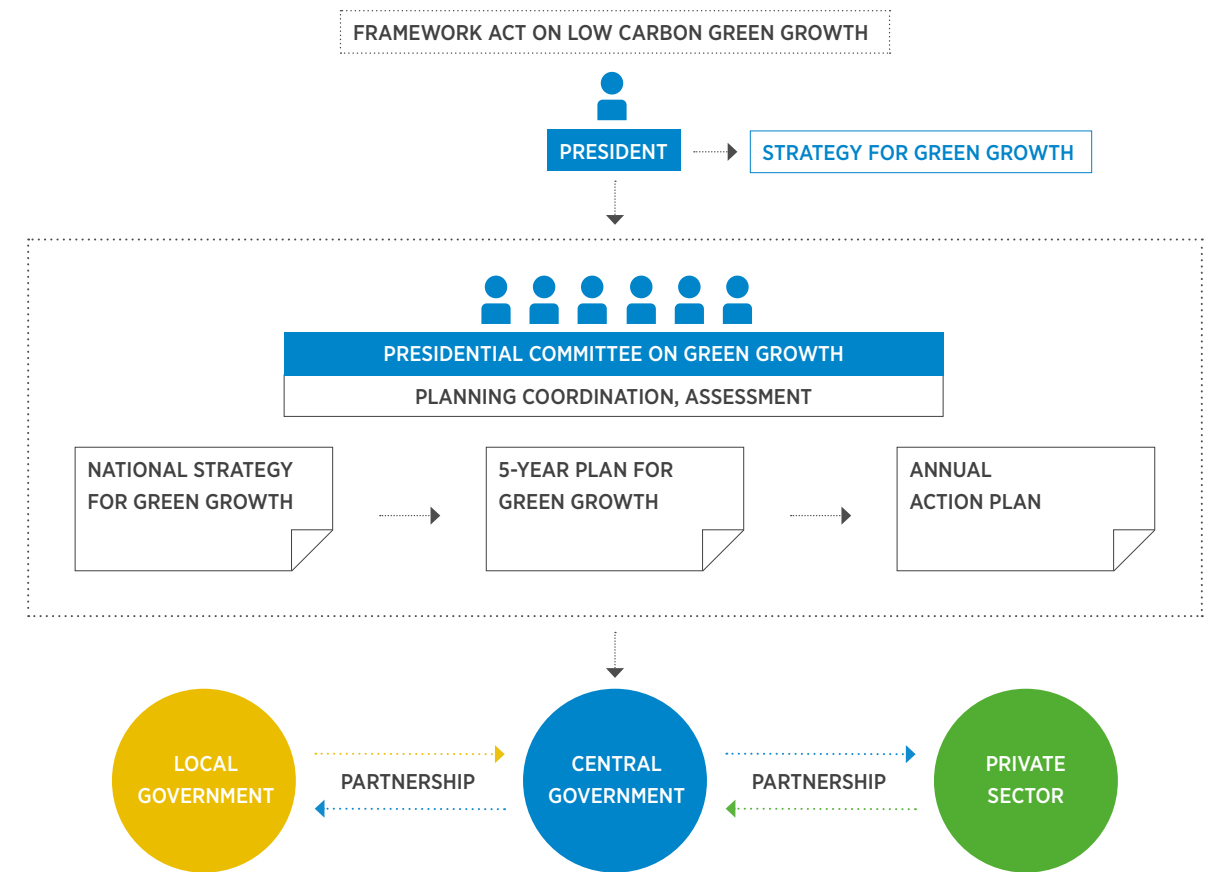 FRAMEWORK ACT ON LOW CARBON GREEN GROWTH
PRESIDENT
STRATEGY FOR GREEN GROWTH
PRESIDENTIAL COMMITTEE ON GREEN GROWTH
PLANNING COORDINATION, ASSESSMENT
NATIONAL STRATEGY
FOR GREEN GROWTH
5-YEAR PLAN FOR
GREEN GROWTH
ANNUAL
ACTION PLAN
LOCAL
GOVERNMENT
PARTNERSHIP
CENTRAL
GOVERNMENT
PARTNERSHIP
PRIVATE
SECTOR